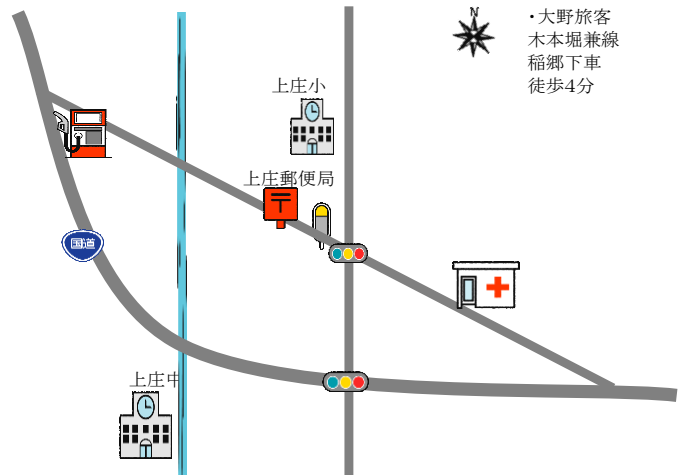 N
・大野旅客
木本堀兼線
稲郷下車
徒歩4分
上庄小
上庄郵便局
国道
上庄中